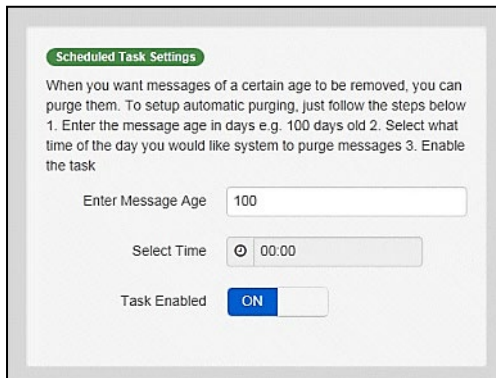 Scheduled Task Settings
When you want messages of a certain age to be removed, you can
purge them. To setup automatic purging, just follow the steps below
1. Enter the message age in days e.g. 100 days old 2. Select what
time of the day you would like system to purge messages 3. Enable
the task
Enter Message Age 100
Select Time 00:00
Task Enabled ON